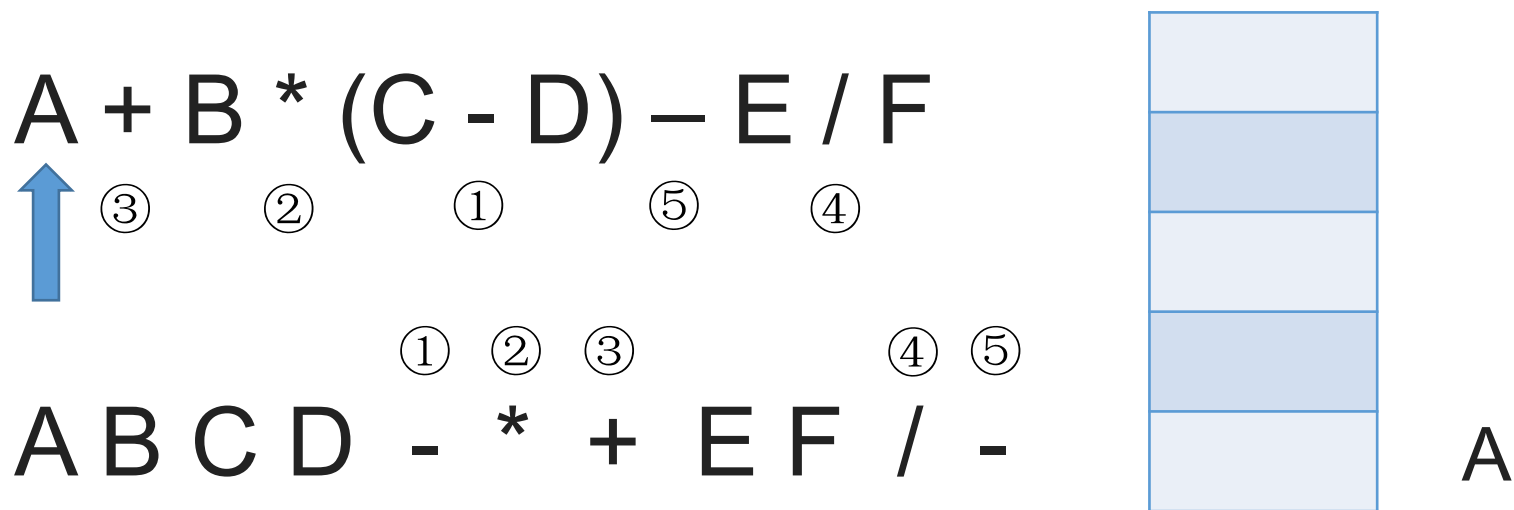 A + B * (C - D) – E / F
③ ② ① ⑤ ④
① ② ③ ④ ⑤
A B C D - * + E F / -
A